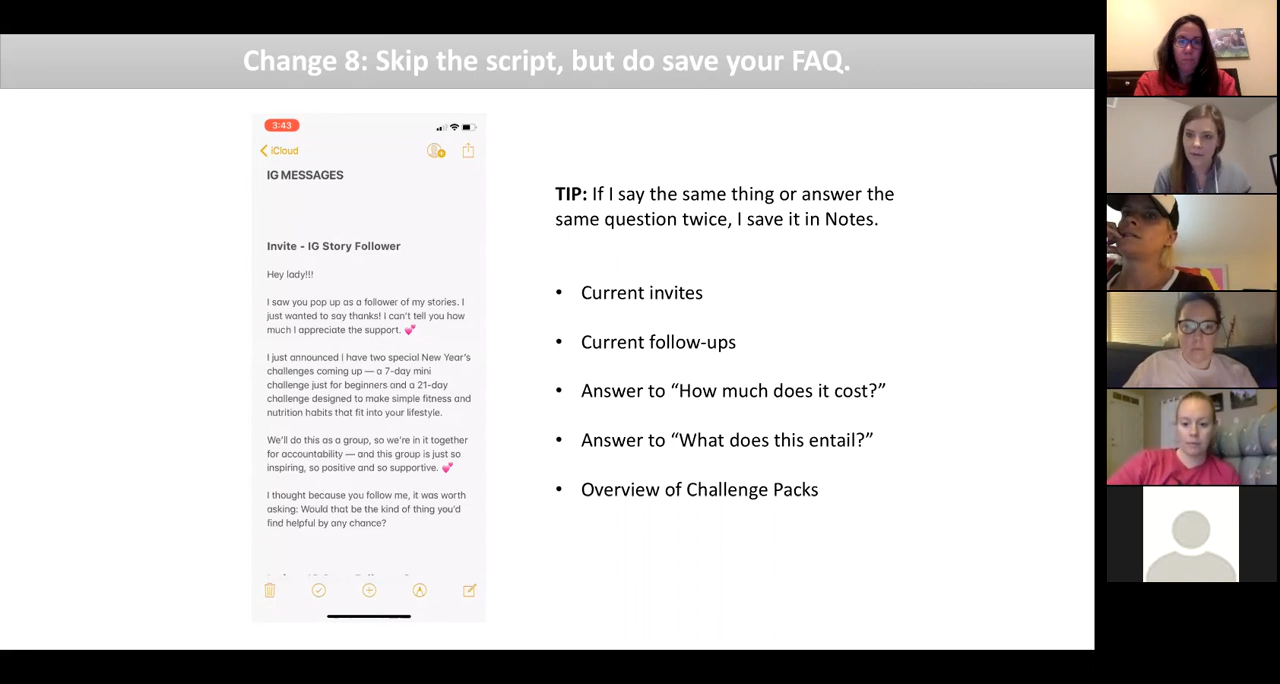 Change 8: Skip the script, but do save your FAQ.
3:43
iCloud
IG MESSAGES
Invite - IG Story Follower
Hey lady!!!
I saw you pop up as a follower of my stories. I
just wanted to say thanks! I can't tell you how
much I appreciate the support. 💕
I just announced I have two special New Year's
challenges coming up — a 7-day mini
challenge just for beginners and a 21-day
challenge designed to make simple fitness and
nutrition habits that fit into your lifestyle.
We'll do this as a group, so we're in it together
for accountability — and this group is just so
inspiring, so positive and so supportive. 💕
I thought because you follow me, it was worth
asking: Would that be the kind of thing you'd
find helpful by any chance?
TIP: If I say the same thing or answer the
same question twice, I save it in Notes.
• Current invites
• Current follow-ups
• Answer to “How much does it cost?”
• Answer to “What does this entail?”
• Overview of Challenge Packs